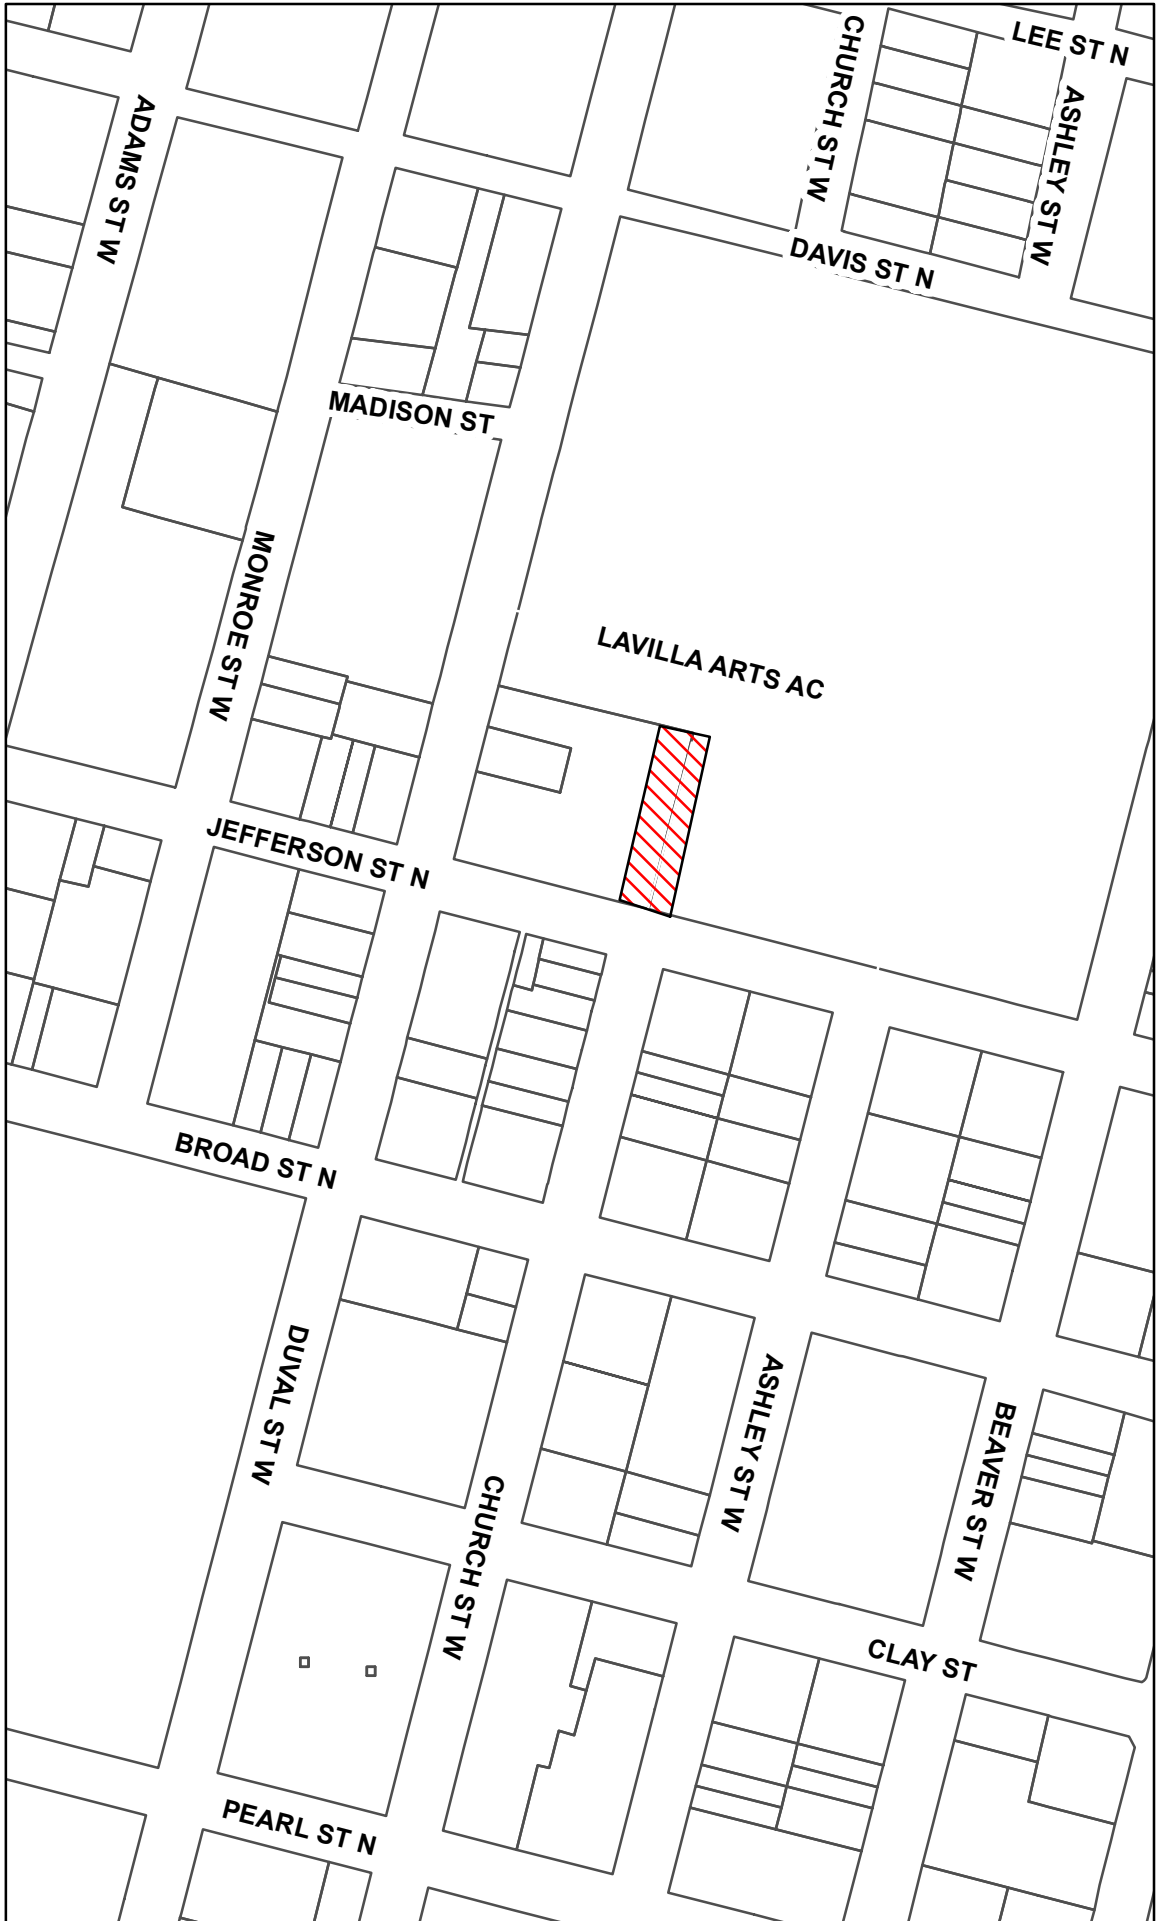 LEE ST N
CHURCH ST W
ASHLEY ST W
ADAMS ST W
DAVIS ST N
MADISON ST
MONROE ST W
LAVILLA ARTS AC
JEFFERSON ST N
BROAD ST N
DUVAL ST W
ASHLEY ST W
BEAVER ST W
CHURCH ST W
CLAY ST
PEARL ST N